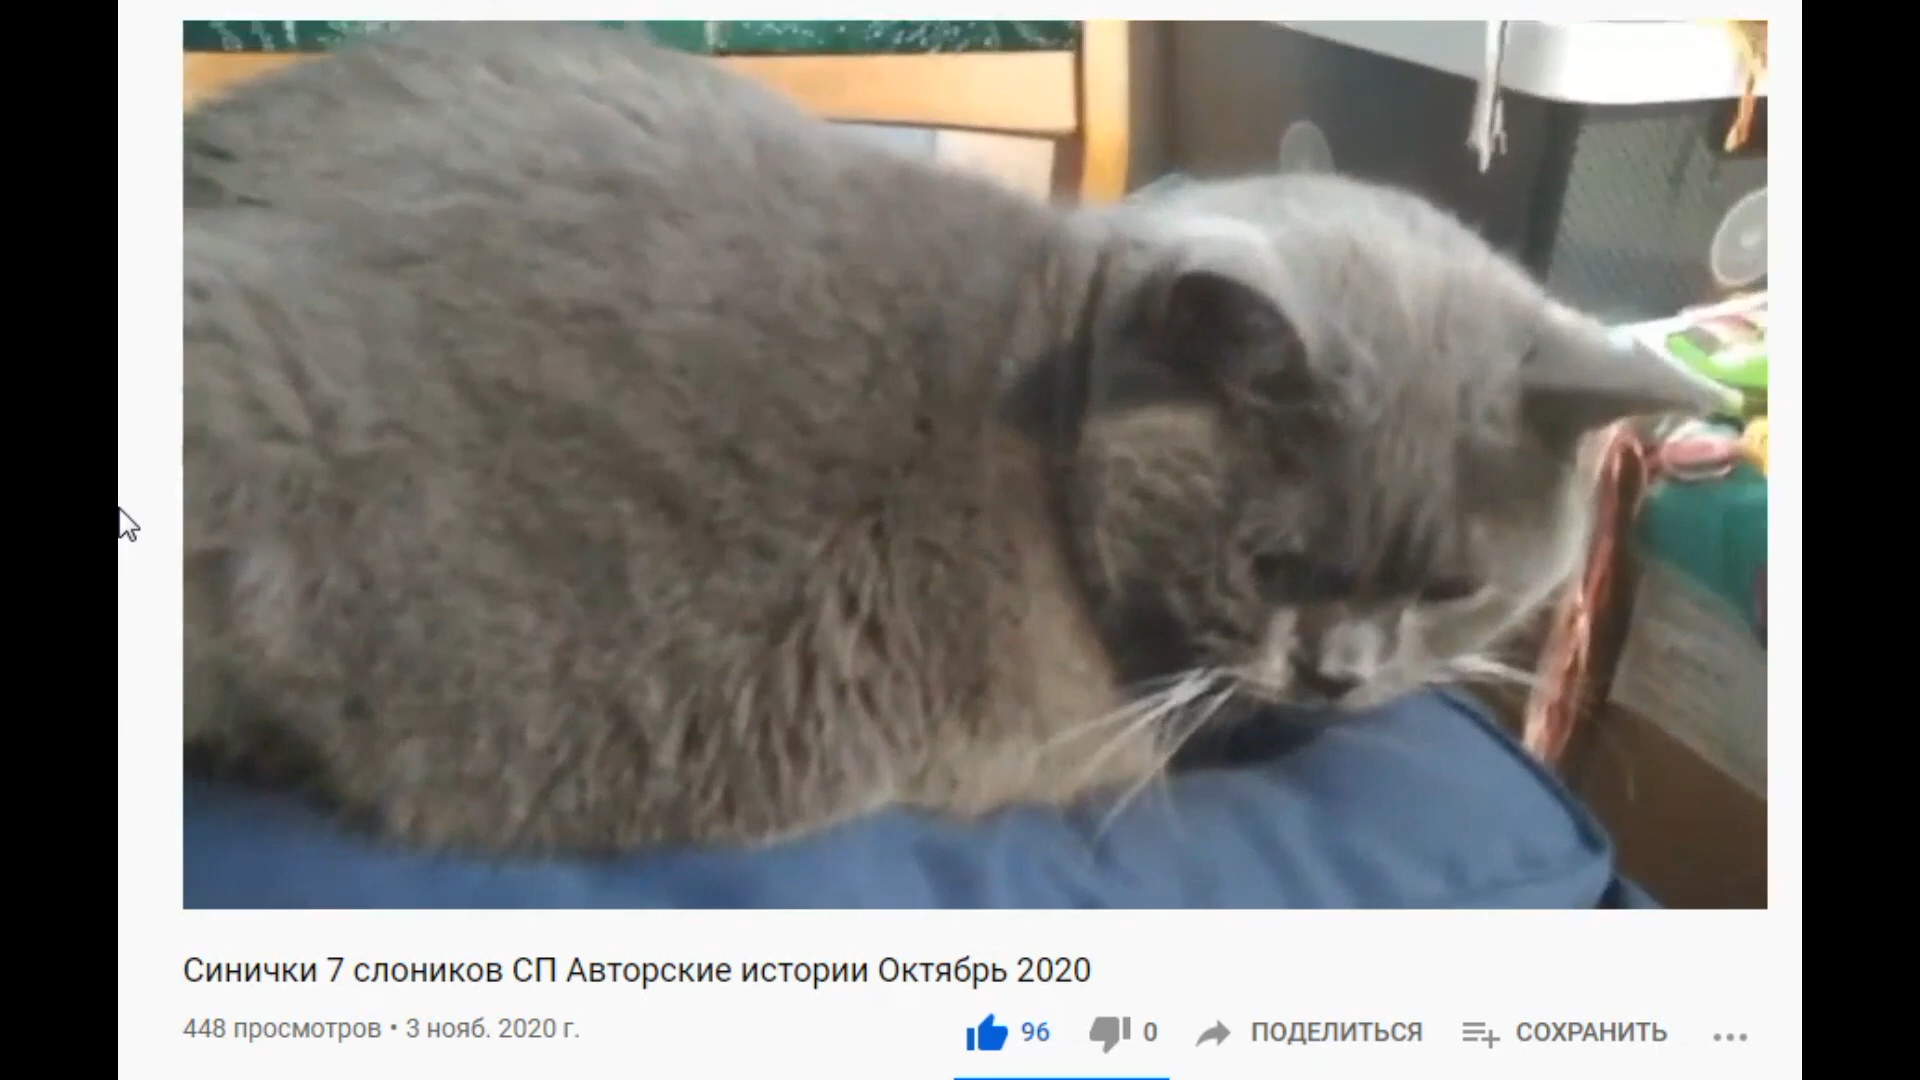 Синички 7 слоников СП Авторские истории Октябрь 2020
448 просмотров • 3 нояб. 2020 г.
96
0
ПОДЕЛИТЬСЯ
СОХРАНИТЬ